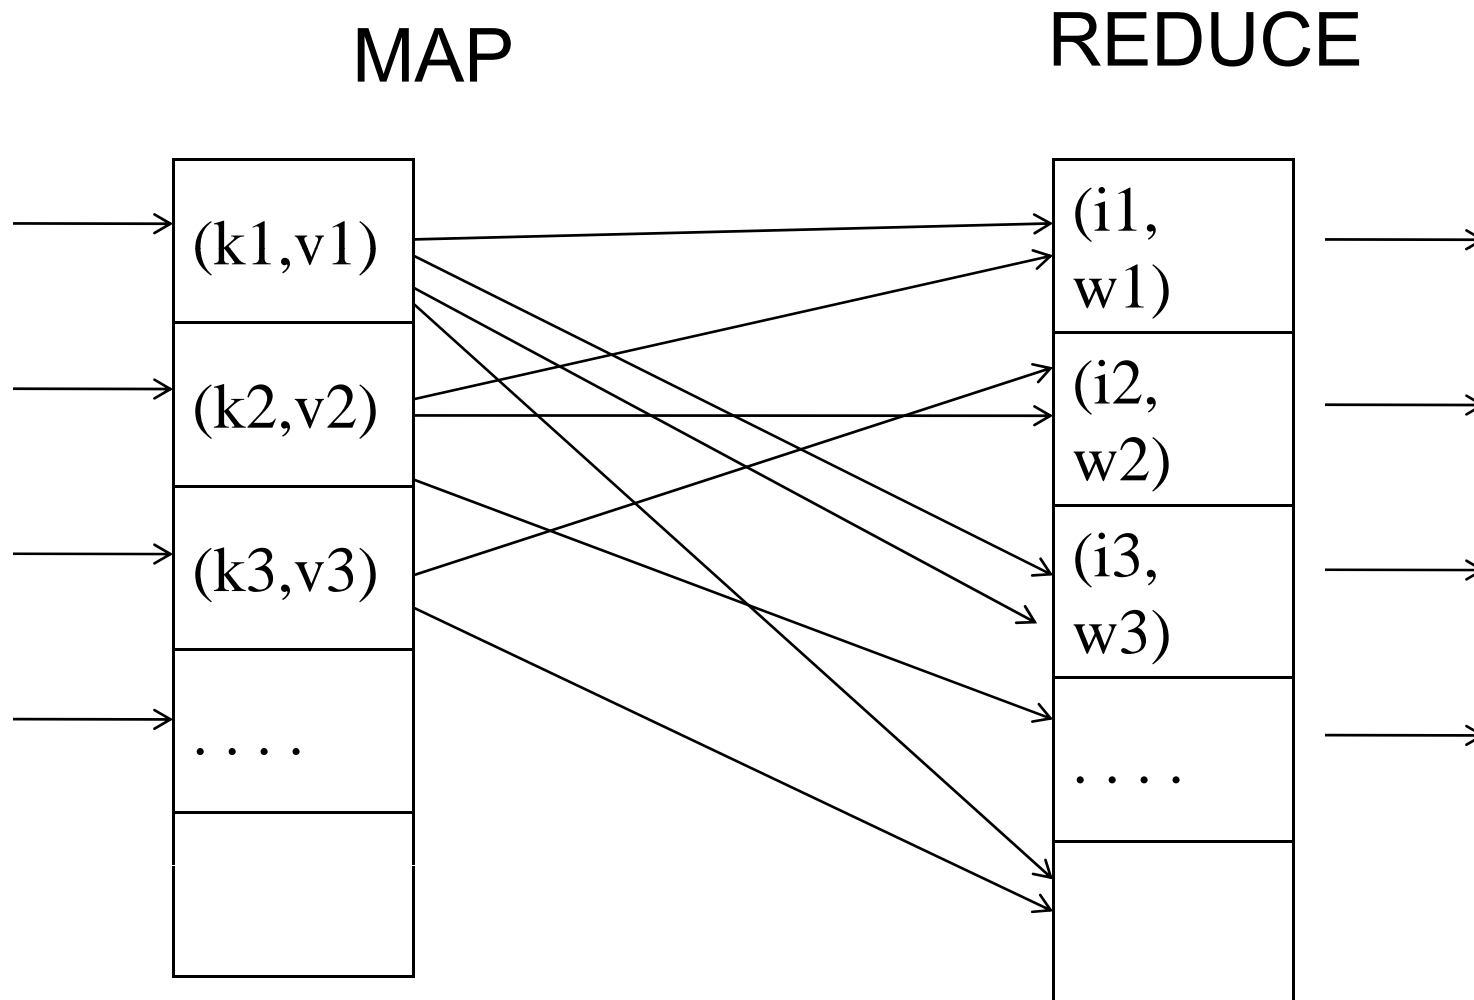 MAP
REDUCE
(k1,v1)
(k2,v2)
(k3,v3)
. . . .
(i1,
w1)
(i2,
w2)
(i3,
w3)
. . . .